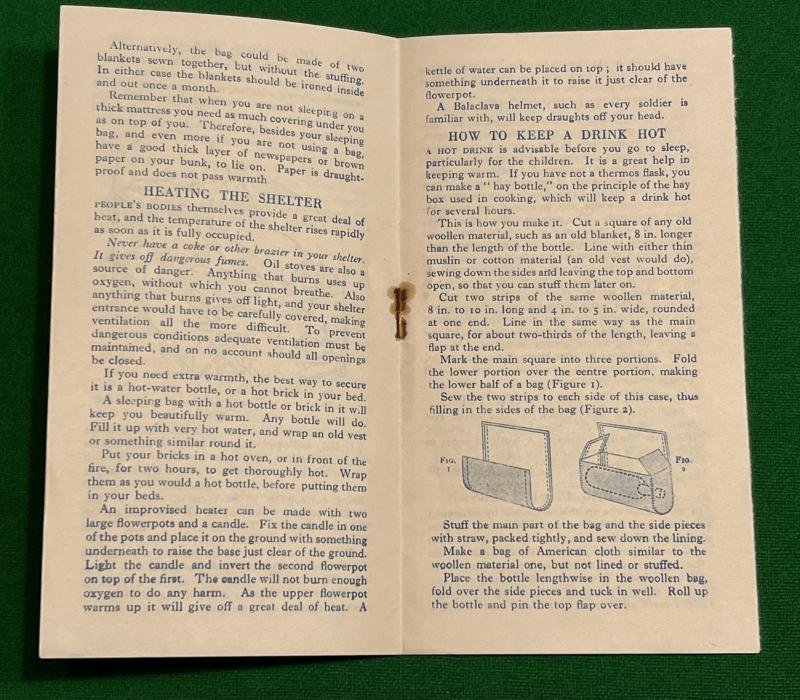 Alternatively, the bag could be made of two
blankets sewn together, but without the stuffing.
In either case the blankets should be ironed inside
and out once a month.
Remember that when you are not sleeping on a
thick mattress you need as much covering under you
as on top of you. Therefore, besides your sleeping
bag, and even more if you are not using a bag,
have a good thick layer of newspapers or brown
paper on your bunk, to lie on. Paper is draught-
proof and does not pass warmth.
HEATING THE SHELTER
PEOPLE'S BODIES themselves provide a great deal of
heat, and the temperature of the shelter rises rapidly
as soon as it is fully occupied.
Never have a coke or other brazier in your shelter.
It gives off dangerous fumes. Oil stoves are also a
source of danger. Anything that burns uses up
oxygen, without which you cannot breathe. Also
anything that burns gives off light, and your shelter
entrance would have to be carefully covered, making
ventilation all the more difficult. To prevent
dangerous conditions adequate ventilation must be
maintained, and on no account should all openings
be closed.
If you need extra warmth, the best way to secure
it is a hot-water bottle, or a hot brick in your bed.
A sleeping bag with a hot bottle or brick in it will
keep you beautifully warm. Any bottle will do.
Fill it up with very hot water, and wrap an old vest
or something similar round it.
Put your bricks in a hot oven, or in front of the
fire, for two hours, to get thoroughly hot. Wrap
them as you would a hot bottle, before putting them
in your beds.
An improvised heater can be made with two
large flowerpots and a candle. Fix the candle in one
of the pots and place it on the ground with something
underneath to raise the base just clear of the ground.
Light the candle and invert the second flowerpot
on top of the first. The candle will not burn enough
oxygen to do any harm. As the upper flowerpot
warms up it will give off a great deal of heat. A
kettle of water can be placed on top ; it should have
something underneath it to raise it just clear of the
flowerpot.
A Balaclava helmet, such as every soldier is
familiar with, will keep draughts off your head.
HOW TO KEEP A DRINK HOT
A HOT DRINK is advisable before you go to sleep,
particularly for the children. It is a great help in
keeping warm. If you have not a thermos flask, you
can make a " hay bottle," on the principle of the hay
box used in cooking, which will keep a drink hot
for several hours.
This is how you make it. Cut a square of any old
woollen material, such as an old blanket, 8 in. longer
than the length of the bottle. Line with either thin
muslin or cotton material (an old vest would do),
sewing down the sides and leaving the top and bottom
open, so that you can stuff them later on.
Cut two strips of the same woollen material,
8 in. to 10 in. long and 4 in. to 5 in. wide, rounded
at one end. Line in the same way as the main
square, for about two-thirds of the length, leaving a
flap at the end.
Mark the main square into three portions. Fold
the lower portion over the centre portion, making
the lower half of a bag (Figure 1).
Sew the two strips to each side of this case, thus
filling in the sides of the bag (Figure 2).
FIG.
1
FIG.
2
Stuff the main part of the bag and the side pieces
with straw, packed tightly, and sew down the lining.
Make a bag of American cloth similar to the
woollen material one, but not lined or stuffed.
Place the bottle lengthwise in the woollen bag,
fold over the side pieces and tuck in well. Roll up
the bottle and pin the top flap over.